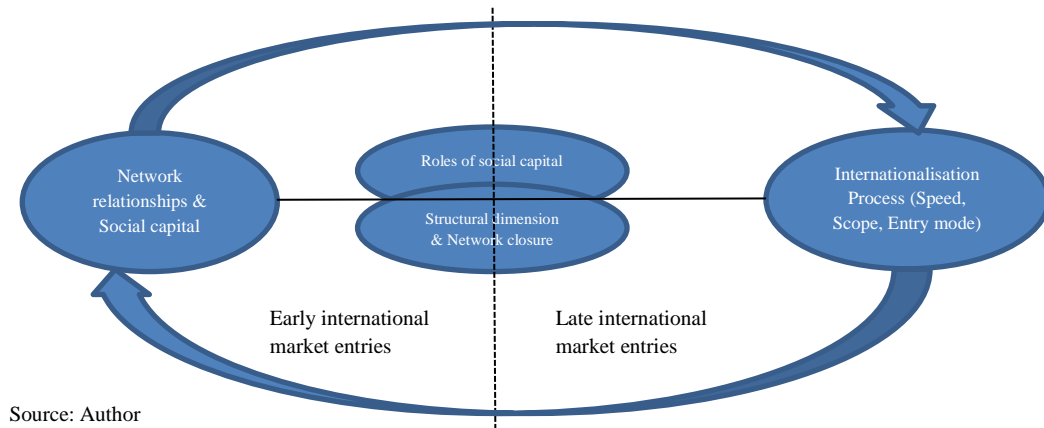 Network
relationships &
Social capital
Roles of social capital
Structural dimension
& Network closure
Internationalisation
Process (Speed,
Scope, Entry mode)
Early international
market entries
Late international
market entries
Source: Author